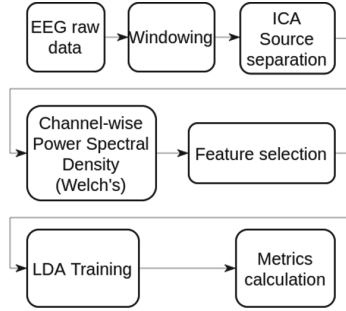 EEG raw
data
Windowing
ICA
Source
separation
Channel-wise
Power Spectral
Density
(Welch's)
Feature selection
LDA Training
Metrics
calculation